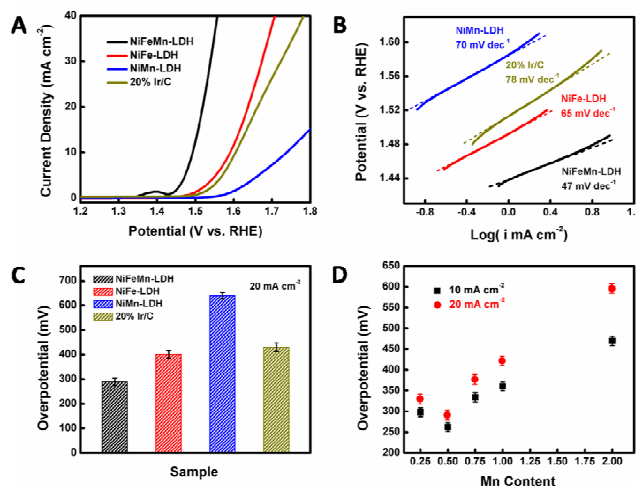 A
NiFeMn-LDH
NiFe-LDH
NiMn-LDH
20% Ir/C
Current Density (mA cm-2)
40
30
20
10
0
1.2 1.3 1.4 1.5 1.6 1.7 1.8
Potential (V vs. RHE)
B
NiMn-LDH
70 mV dec-1
20% Ir/C
78 mV dec-1
NiFe-LDH
65 mV dec-1
NiFeMn-LDH
47 mV dec-1
Potential (V vs. RHE)
1.60
1.52
1.44
-0.8 -0.4 0.0 0.4 0.8 1.
Log( i mA cm-2)
C
NiFeMn-LDH
NiFe-LDH
NiMn-LDH
20% Ir/C
20 mA cm-2
Overpotential (mV)
700
600
500
400
300
200
100
0
Sample
D
10 mA cm-2
20 mA cm-2
Overpotential (mV)
650
600
550
500
450
400
350
300
250
200
0.25 0.50 0.75 1.00 1.25 1.50 1.75 2.00
Mn Content